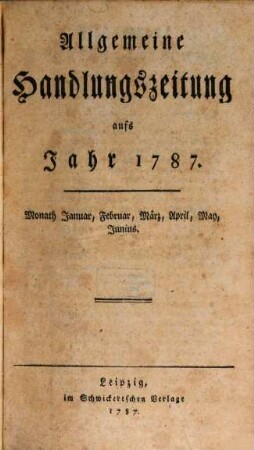 Allgemeine
Handlungszeitung
aufs
Jahr 1787.
Monath Januar, Februar, März, April, May,
Junius.
Leipzig,
im Schwickertschen Verlage
1787.